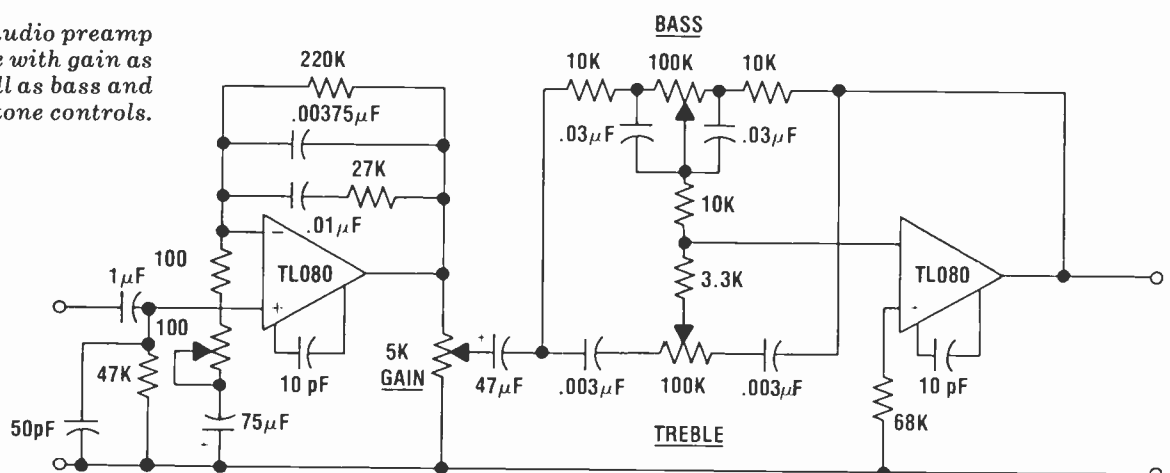 udio preamp
with gain as
ll as bass and
tone controls.
220K
.00375μF
27K
.01μF
100
TL080
−
+
1μF
100
47K
50pF
10 pF
75μF
+
5K
GAIN
+
47μF
BASS
10K
100K
10K
.03μF
.03μF
10K
3.3K
.003μF
100K
.003μF
TREBLE
TL080
-
10 pF
68K